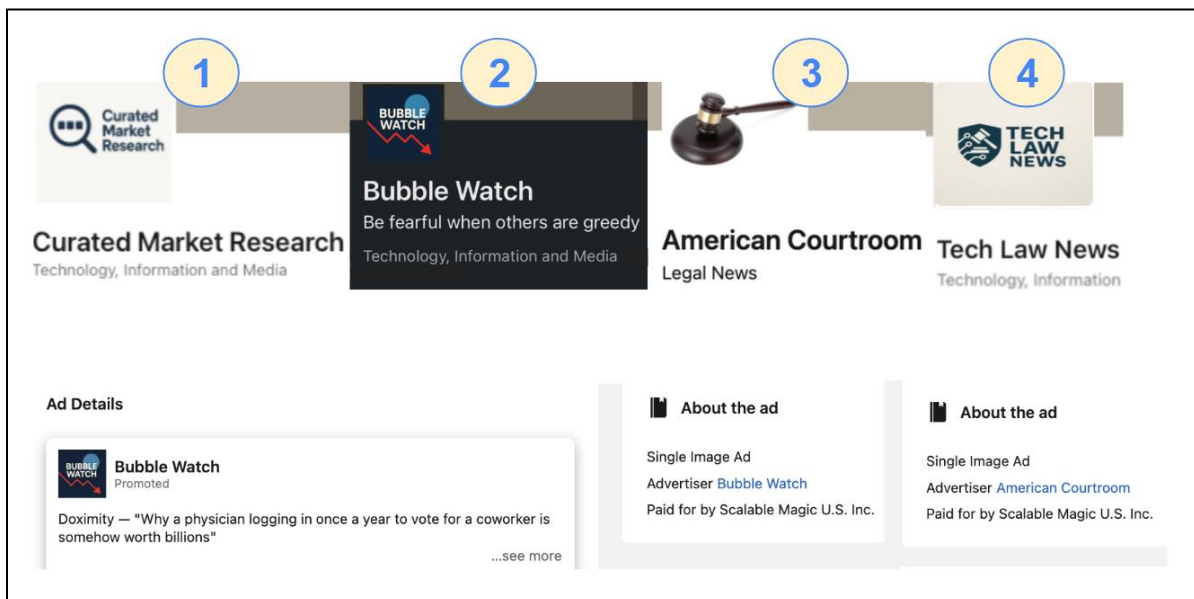 1
2
3
4
Curated
Market
Research
BUBBLE
WATCH
TECH
LAW
NEWS
Curated Market Research
Technology, Information and Media
Bubble Watch
Be fearful when others are greedy
Technology, Information and Media
American Courtroom
Legal News
Tech Law News
Technology, Information
Ad Details
BUBBLE
WATCH
Bubble Watch
Promoted
Doximity — "Why a physician logging in once a year to vote for a coworker is
somehow worth billions"
...see more
About the ad
Single Image Ad
Advertiser Bubble Watch
Paid for by Scalable Magic U.S. Inc.
About the ad
Single Image Ad
Advertiser American Courtroom
Paid for by Scalable Magic U.S. Inc.